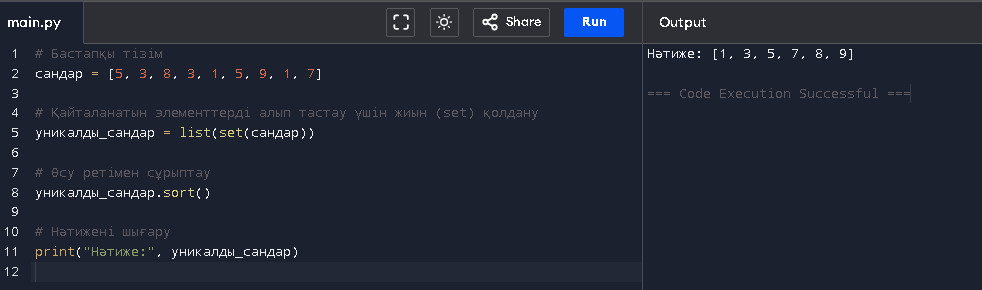 main.py
Share
Run
Output
1 # Бастапқы тізім
2 сандар = [5, 3, 8, 3, 1, 5, 9, 1, 7]
3
4 # Қайталанатын элементтерді алып тастау үшін жиын (set) қолдану
5 уникалды_сандар = list(set(сандар))
6
7 # Өсу ретімен сұрыптау
8 уникалды_сандар.sort()
9
10 # Нәтижені шығару
11 print("Нәтиже:", уникалды_сандар)
12
Нәтиже: [1, 3, 5, 7, 8, 9]
=== Code Execution Successful ===